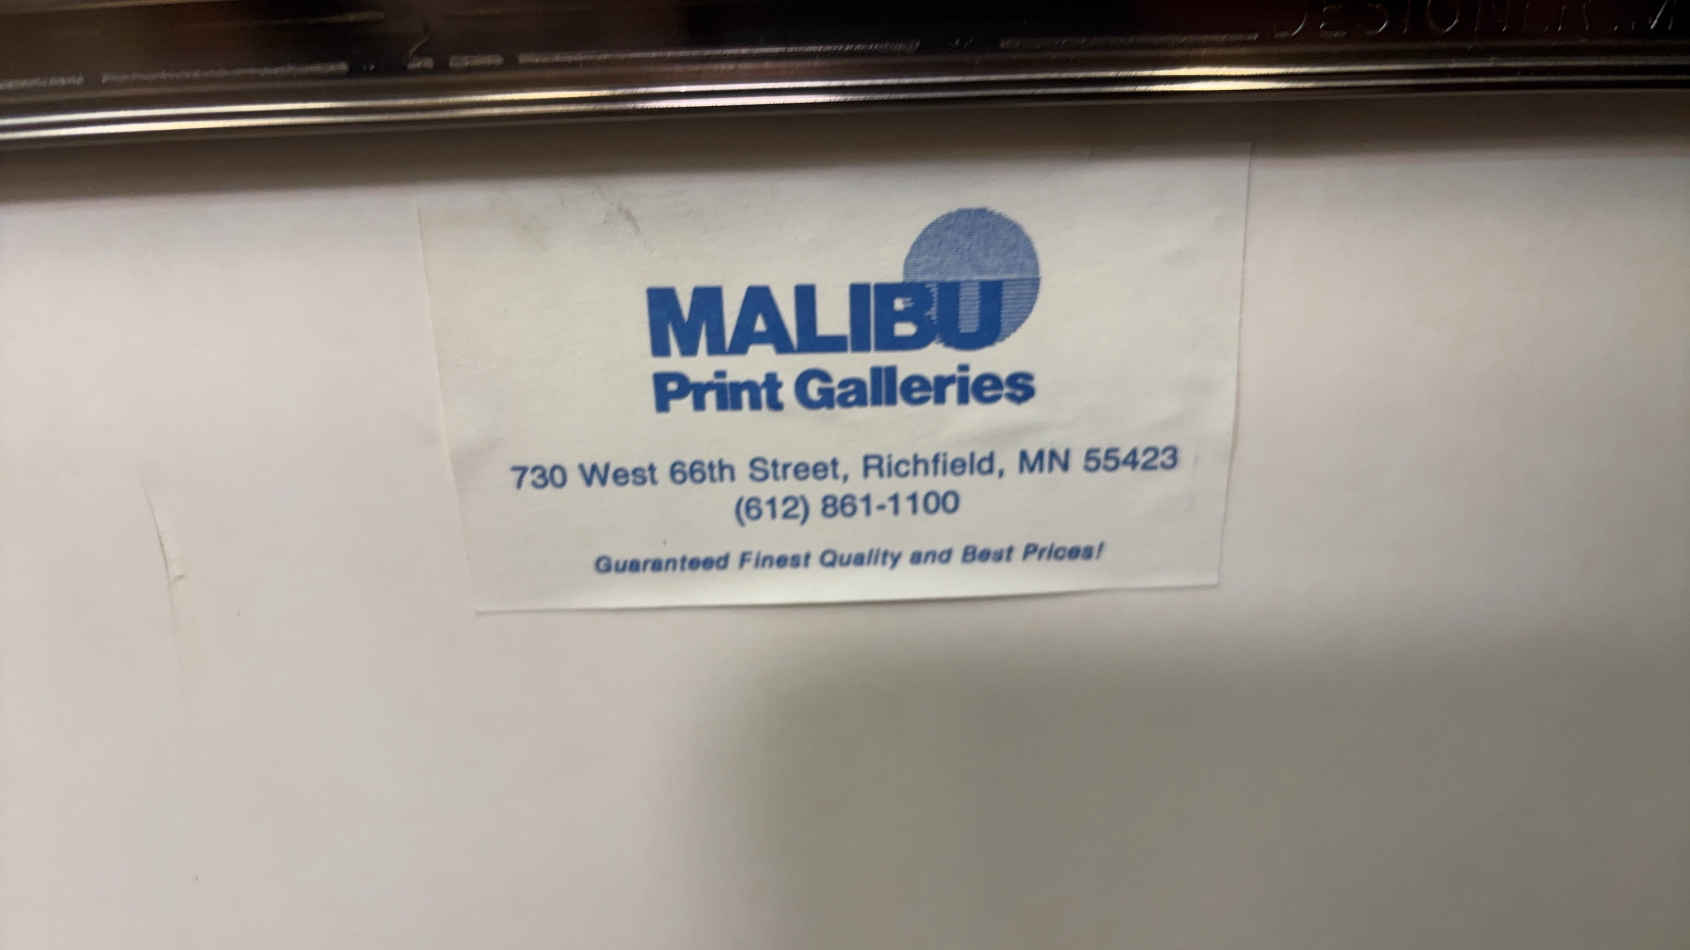 MALIBU
Print Galleries
730 West 66th Street, Richfield, MN 55423
(612) 861-1100
Guaranteed Finest Quality and Best Prices!